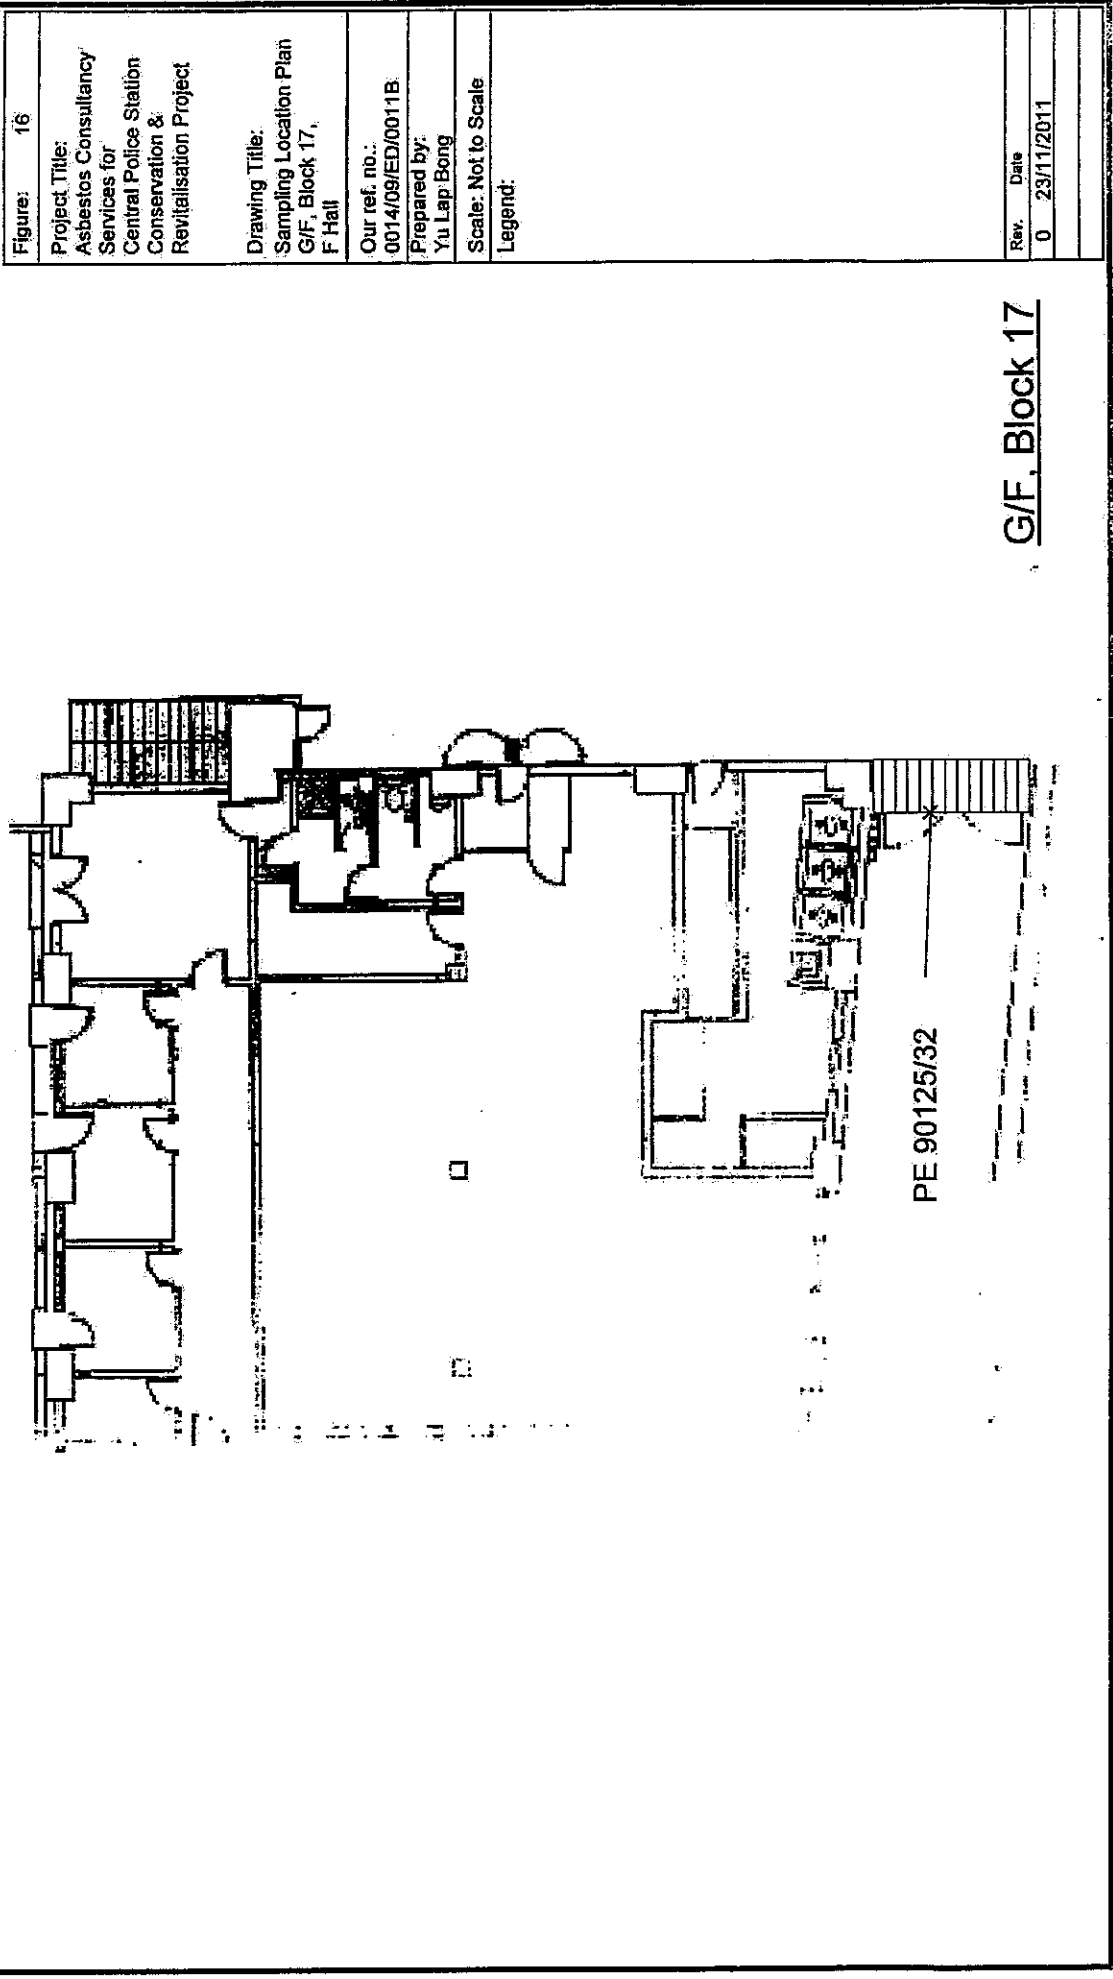 Figure: 16
Project Title:
Asbestos Consultancy
Services for
Central Police Station
Conservation &
Revitalisation Project
Drawing Title:
Sampling Location Plan
G/F, Block 17,
F Hall
Our ref. no.:
0014/09/ED/0011B
Prepared by:
Yu Lap Bong
Scale: Not to Scale
Legend:
Rev. Date
0 23/11/2011
PE 90125/32
G/F, Block 17